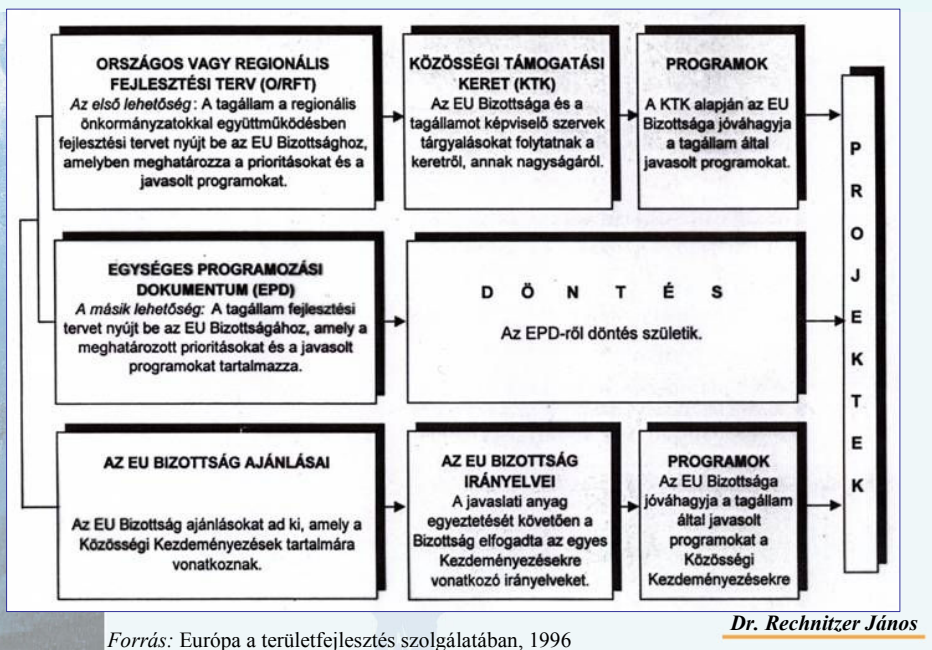 ORSZÁGOS VAGY REGIONÁLIS
FEJLESZTÉSI TERV (O/RFT)
Az első lehetőség: A tagállam a regionális
önkormányzatokkal együttműködésben
fejlesztési tervet nyújt be az EU Bizottsághoz,
amelyben meghatározza a prioritásokat és a
javasolt programokat.
KÖZÖSSÉGI TÁMOGATÁSI
KERET (KTK)
Az EU Bizottsága és a
tagállamot képviselő szervek
tárgyalásokat folytatnak a
keretről, annak nagyságáról.
PROGRAMOK
A KTK alapján az EU
Bizottsága jóváhagyja
a tagállam által
javasolt programokat.
EGYSÉGES PROGRAMOZÁSI
DOKUMENTUM (EPD)
A másik lehetőség: A tagállam fejlesztési
tervet nyújt be az EU Bizottságához, amely a
meghatározott prioritásokat és a javasolt
programokat tartalmazza.
D Ö N T É S
Az EPD-ről döntés születik.
AZ EU BIZOTTSÁG AJÁNLÁSAI
Az EU Bizottság ajánlásokat ad ki, amely a
Közösségi Kezdeményezések tartalmára
vonatkoznak.
AZ EU BIZOTTSÁG
IRÁNYELVEI
A javaslati anyag
egyeztetését követően a
Bizottság elfogadta az egyes
Kezdeményezésekre
vonatkozó irányelveket.
PROGRAMOK
Az EU Bizottsága
jóváhagyja a tagállam
által javasolt
programokat a
Közösségi
Kezdeményezésekre
P
R
O
J
E
K
T
E
K
Forrás: Európa a területfejlesztés szolgálatában, 1996
Dr. Rechnitzer János